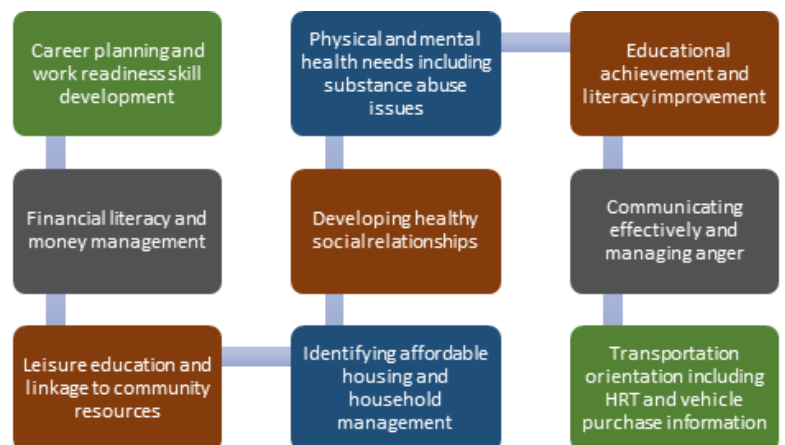 Career planning and
work readiness skill
development
Financial literacy and
money management
Leisure education and
linkage to community
resources
Identifying affordable
housing and
household
management
Developing healthy
social relationships
Physical and mental
health needs including
substance abuse
issues
Educational
achievement and
literacy improvement
Communicating
effectively and
managing anger
Transportation
orientation including
HRT and vehicle
purchase information